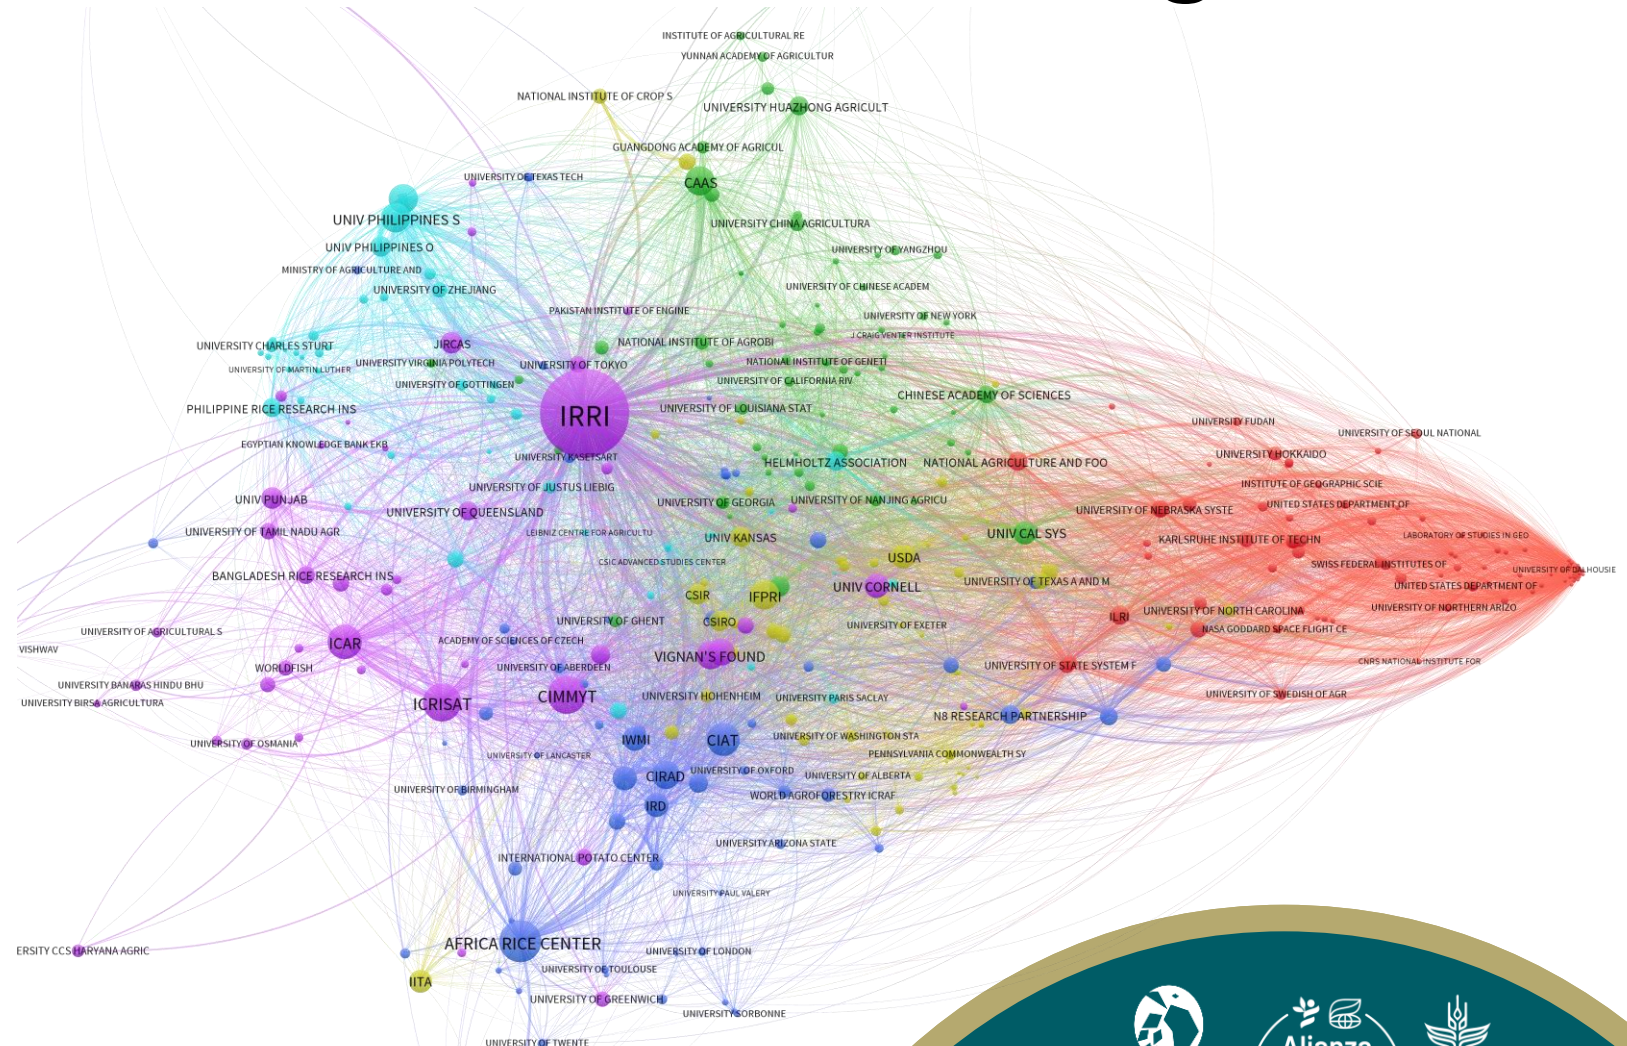 INSTITUTE OF AGRICULTURAL RE
YUNNAN ACADEMY OF AGRICULTUR
NATIONAL INSTITUTE OF CROP S
UNIVERSITY HUAZHONG AGRICULT
GUANGDONG ACADEMY OF AGRICUL
UNIVERSITY OF TEXAS TECH
CAAS
UNIV PHILIPPINES S
UNIVERSITY CHINA AGRICULTURA
UNIV PHILIPPINES O
UNIVERSITY OF YANGZHOU
MINISTRY OF AGRICULTURE AND
UNIVERSITY OF ZHEJIANG
UNIVERSITY OF CHINESE ACADEM
PAKISTAN INSTITUTE OF ENGINE
UNIVERSITY OF NEW YORK
J CRAIG VENTER INSTITUTE
UNIVERSITY CHARLES STURT
JIRCAS
NATIONAL INSTITUTE OF AGROBI
UNIVERSITY VIRGINIA POLYTECH
UNIVERSITY OF TOKYO
NATIONAL INSTITUTE OF GENETI
UNIVERSITY OF MARTIN LUTHER
UNIVERSITY OF GOTTINGEN
UNIVERSITY OF CALIFORNIA RIV
CHINESE ACADEMY OF SCIENCES
PHILIPPINE RICE RESEARCH INS
IRRI
UNIVERSITY OF LOUISIANA STAT
UNIVERSITY FUDAN
UNIVERSITY OF SEOUL NATIONAL
EGYPTIAN KNOWLEDGE BANK EKB
UNIVERSITY KASETSART
HELMHOLTZ ASSOCIATION
NATIONAL AGRICULTURE AND FOO
UNIVERSITY HOKKAIDO
UNIVERSITY OF JUSTUS LIEBIG
INSTITUTE OF GEOGRAPHIC SCIE
UNIV PUNJAB
UNIVERSITY OF QUEENSLAND
UNIVERSITY OF GEORGIA
UNIVERSITY OF NANJING AGRICU
UNIVERSITY OF NEBRASKA SYSTE
UNITED STATES DEPARTMENT OF
UNIVERSITY OF TAMIL NADU AGR
LEIBNIZ CENTRE FOR AGRICULTU
UNIV KANSAS
UNIV CAL SYS
KARLSRUHE INSTITUTE OF TECHN
LABORATORY OF STUDIES IN GEO
CSIC ADVANCED STUDIES CENTER
USDA
SWISS FEDERAL INSTITUTES OF
UNIVERSITY OF DALHOUSIE
BANGLADESH RICE RESEARCH INS
CSIR
IFPRI
UNIV CORNELL
UNIVERSITY OF TEXAS A AND M
UNITED STATES DEPARTMENT OF
UNIVERSITY OF GHENT
CSIRO
UNIVERSITY OF EXETER
ILRI
UNIVERSITY OF NORTH CAROLINA
UNIVERSITY OF NORTHERN ARIZO
UNIVERSITY OF AGRICULTURAL S
ICAR
ACADEMY OF SCIENCES OF CZECH
NASA GODDARD SPACE FLIGHT CE
VISHWAV
WORLDFISH
UNIVERSITY OF ABERDEEN
VIGNAN'S FOUND
UNIVERSITY OF STATE SYSTEM F
CNRS NATIONAL INSTITUTE FOR
UNIVERSITY BANARAS HINDU BHU
UNIVERSITY BIRSA AGRICULTURA
ICRISAT
CIMMYT
UNIVERSITY HOHENHEIM
UNIVERSITY PARIS SACLAY
UNIVERSITY OF SWEDISH OF AGR
N8 RESEARCH PARTNERSHIP
UNIVERSITY OF OSMANIA
IWMI
CIAT
UNIVERSITY OF WASHINGTON STA
UNIVERSITY OF LANCASTER
PENNSYLVANIA COMMONWEALTH SY
CIRAD
UNIVERSITY OF OXFORD
UNIVERSITY OF ALBERTA
UNIVERSITY OF BIRMINGHAM
WORLD AGROFORESTRY ICRAF
IRD
UNIVERSITY ARIZONA STATE
INTERNATIONAL POTATO CENTER
UNIVERSITY PAUL VALERY
AFRICA RICE CENTER
ERSITY CCS HARYANA AGRIC
UNIVERSITY OF LONDON
UNIVERSITY OF TOULOUSE
IITA
UNIVERSITY OF GREENWICH
UNIVERSITY SORBONNE
UNIVERSITY OF TWENTE
Alianza